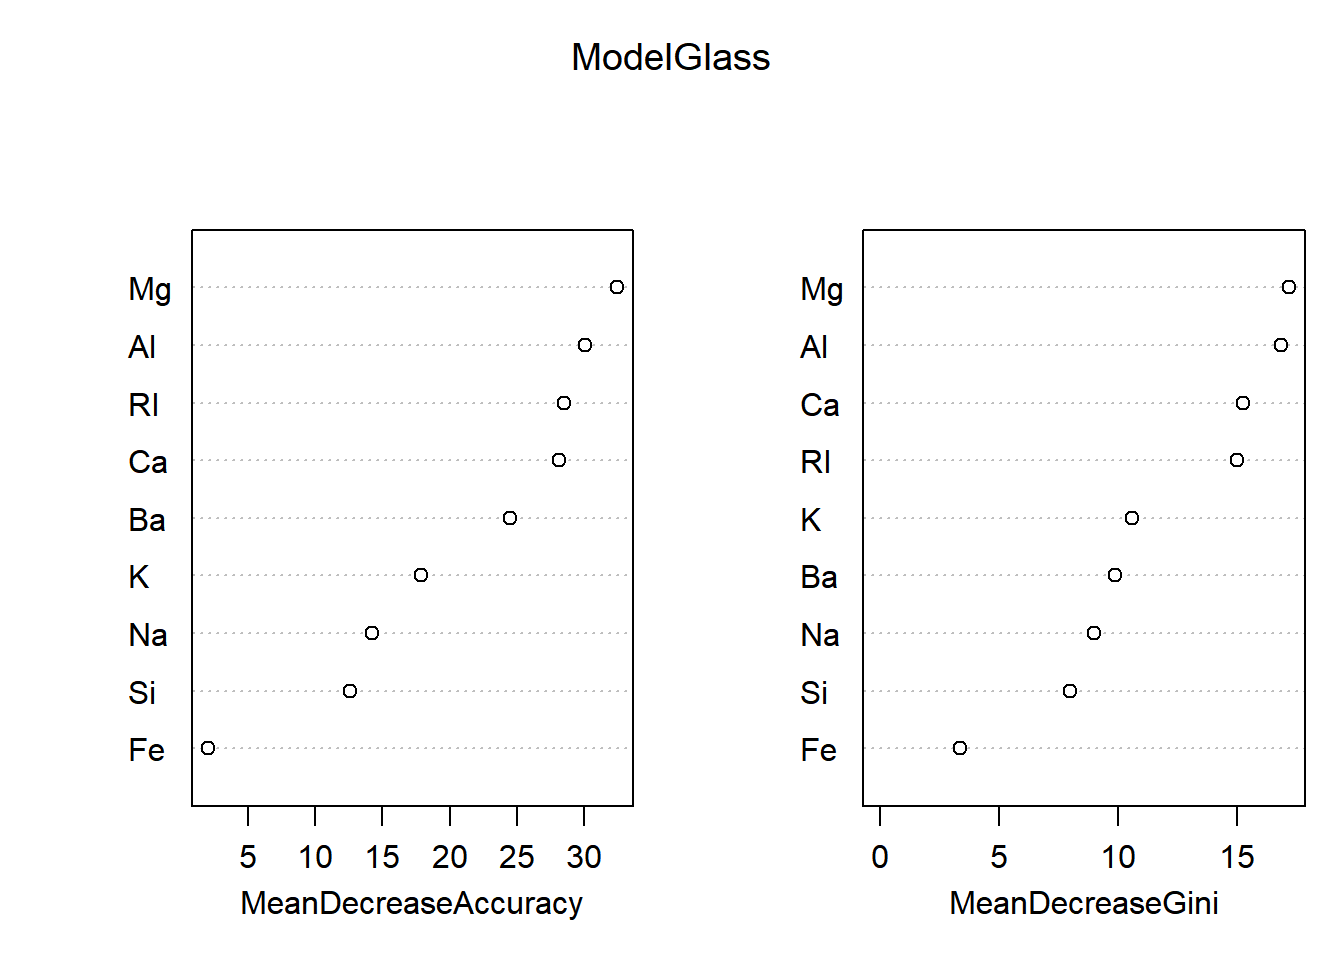 ModelGlass
Mg
Al
RI
Ca
Ba
K
Na
Si
Fe
5 10 15 20 25 30
MeanDecreaseAccuracy
Mg
Al
Ca
RI
K
Ba
Na
Si
Fe
0 5 10 15
MeanDecreaseGini